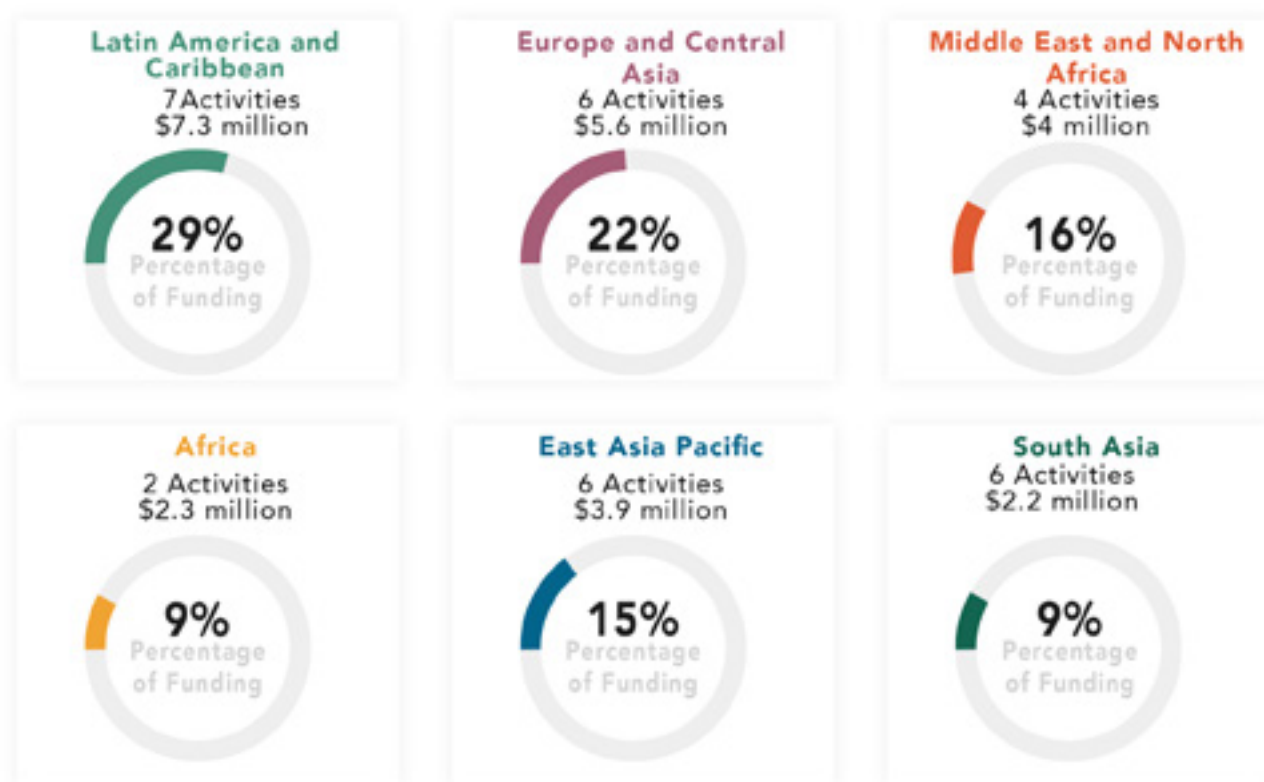 Latin America and
Caribbean
7Activities
$7.3 million
29%
Percentage
of Funding
Europe and Central
Asia
6 Activities
$5.6 million
22%
Percentage
of Funding
Middle East and North
Africa
4 Activities
$4 million
16%
Percentage
of Funding
Africa
2 Activities
$2.3 million
9%
Percentage
of Funding
East Asia Pacific
6 Activities
$3.9 million
15%
Percentage
of Funding
South Asia
6 Activities
$2.2 million
9%
Percentage
of Funding